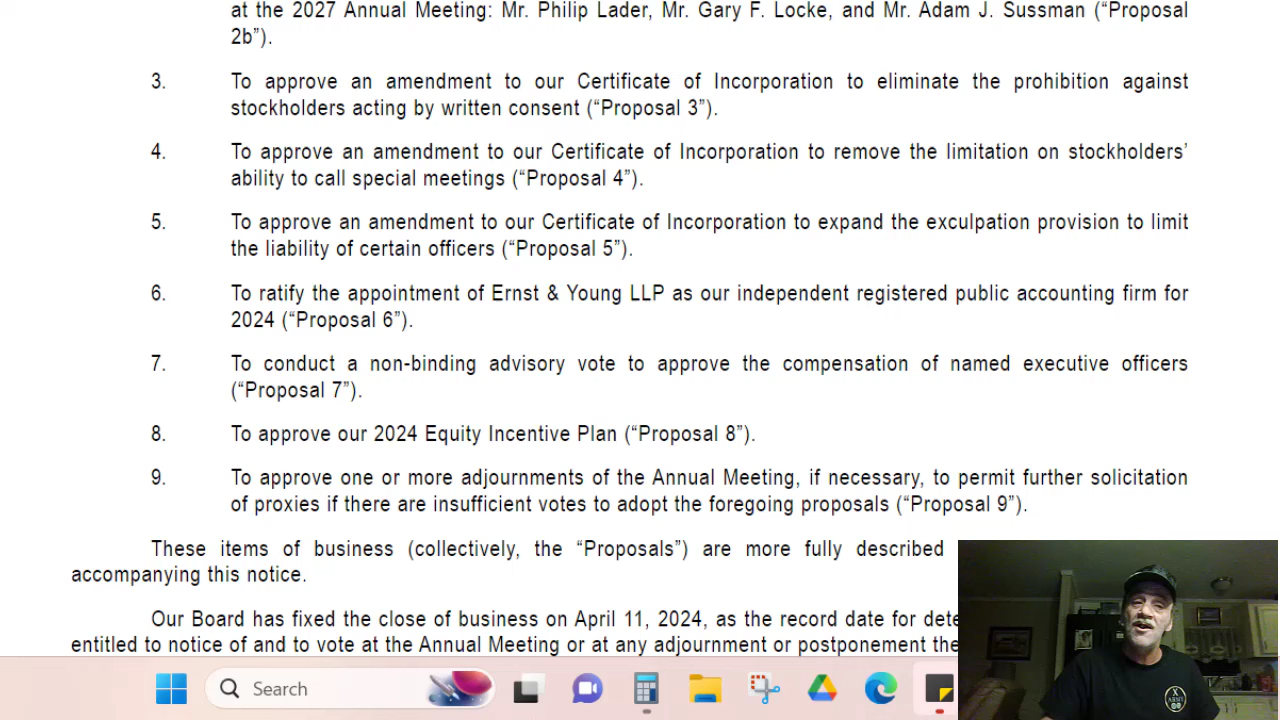 at the 2027 Annual Meeting: Mr. Philip Lader, Mr. Gary F. Locke, and Mr. Adam J. Sussman (“Proposal
2b”).
3. To approve an amendment to our Certificate of Incorporation to eliminate the prohibition against
stockholders acting by written consent (“Proposal 3”).
4. To approve an amendment to our Certificate of Incorporation to remove the limitation on stockholders’
ability to call special meetings (“Proposal 4”).
5. To approve an amendment to our Certificate of Incorporation to expand the exculpation provision to limit
the liability of certain officers (“Proposal 5”).
6. To ratify the appointment of Ernst & Young LLP as our independent registered public accounting firm for
2024 (“Proposal 6”).
7. To conduct a non-binding advisory vote to approve the compensation of named executive officers
(“Proposal 7”).
8. To approve our 2024 Equity Incentive Plan (“Proposal 8”).
9. To approve one or more adjournments of the Annual Meeting, if necessary, to permit further solicitation
of proxies if there are insufficient votes to adopt the foregoing proposals (“Proposal 9”).
These items of business (collectively, the “Proposals”) are more fully described
accompanying this notice.
Our Board has fixed the close of business on April 11, 2024, as the record date for dete
entitled to notice of and to vote at the Annual Meeting or at any adjournment or postponement the
Search